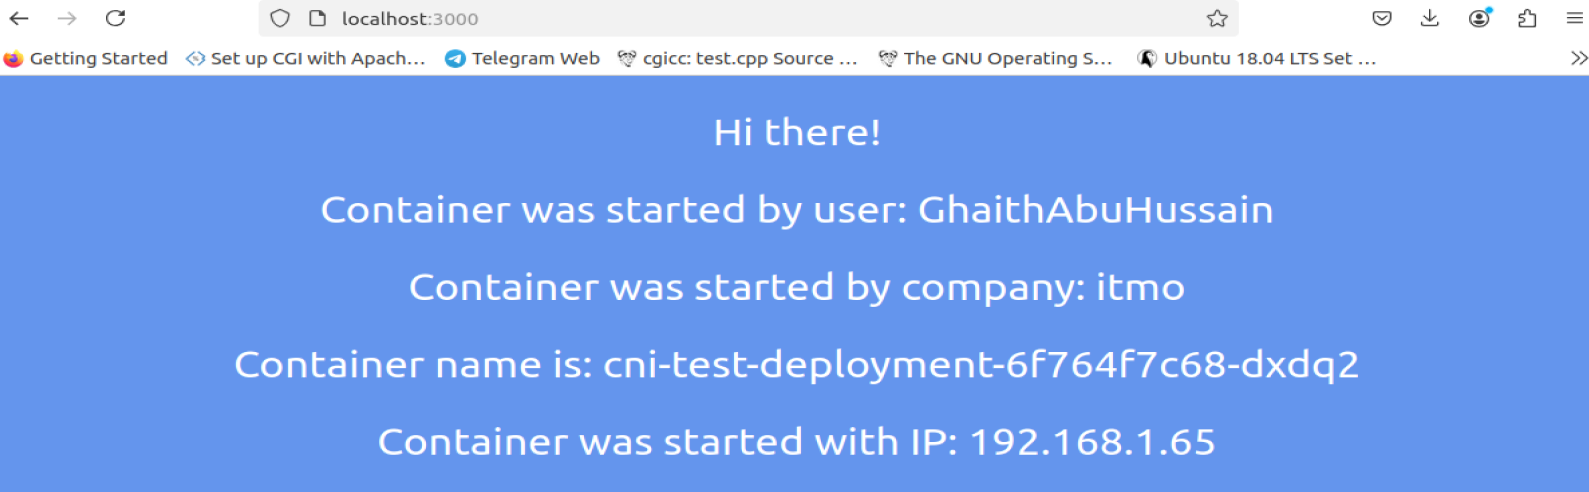 localhost:3000
Getting Started Set up CGI with Apach... Telegram Web cgicc: test.cpp Source ... The GNU Operating S... Ubuntu 18.04 LTS Set ...
Hi there!
Container was started by user: GhaithAbuHussain
Container was started by company: itmo
Container name is: cni-test-deployment-6f764f7c68-dxdq2
Container was started with IP: 192.168.1.65